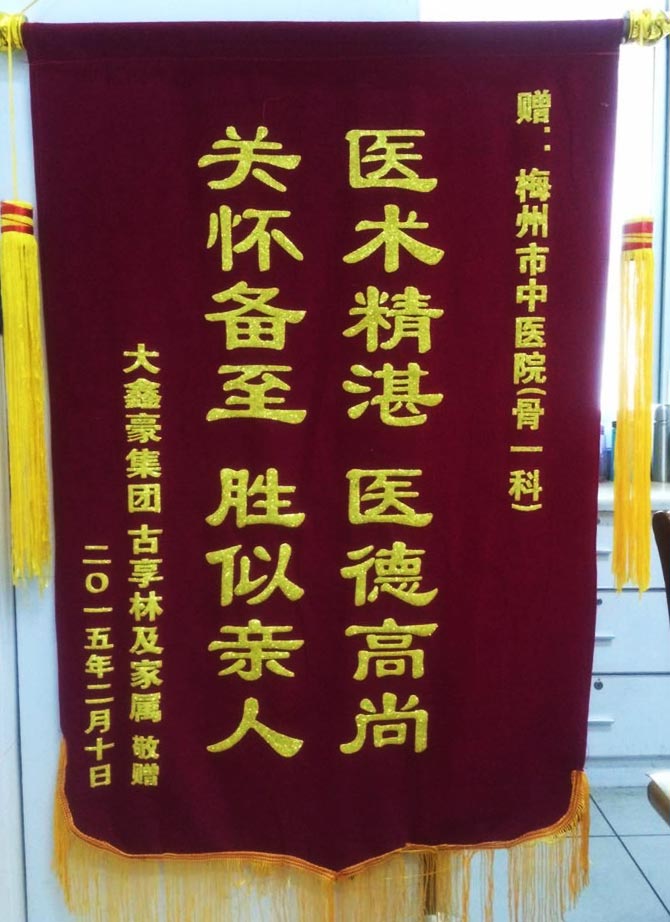 赠：梅州市中医院(骨一科)
医术精湛 医德高尚
关怀备至 胜似亲人
大鑫豪集团 古享林及家属 敬赠
二〇一五年二月十日